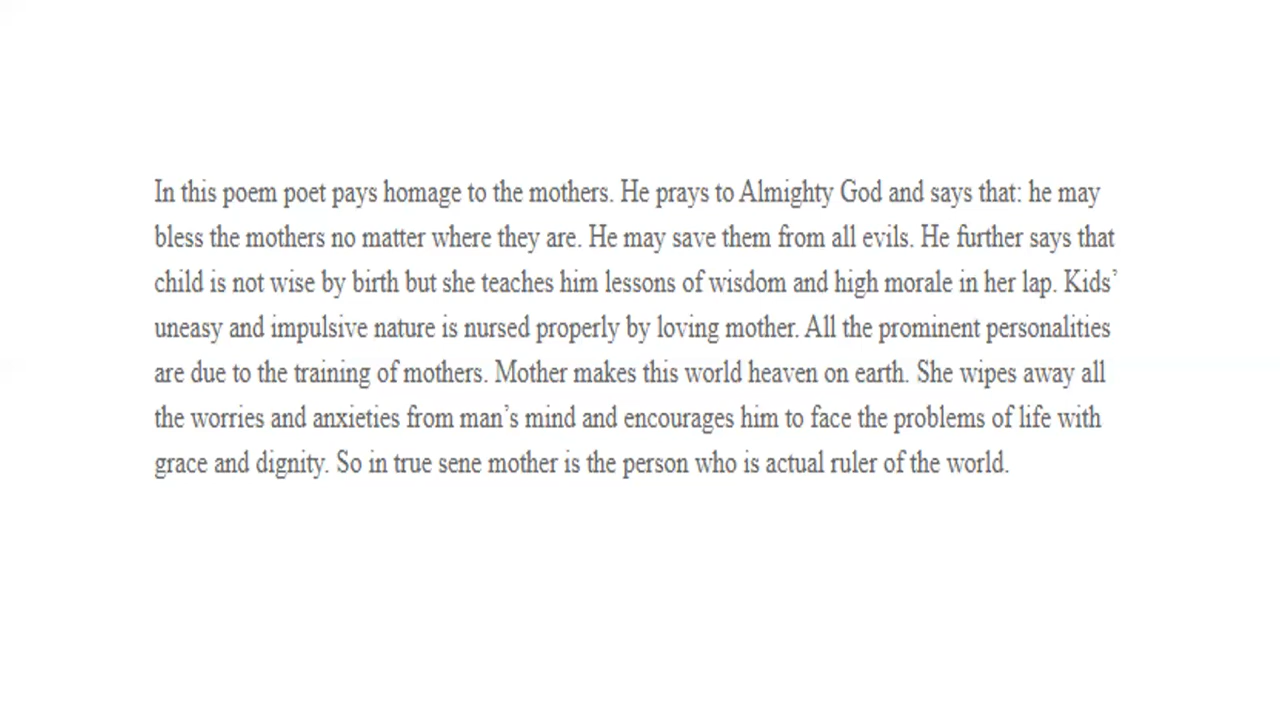 In this poem poet pays homage to the mothers. He prays to Almighty God and says that: he may
bless the mothers no matter where they are. He may save them from all evils. He further says that
child is not wise by birth but she teaches him lessons of wisdom and high morale in her lap. Kids’
uneasy and impulsive nature is nursed properly by loving mother. All the prominent personalities
are due to the training of mothers. Mother makes this world heaven on earth. She wipes away all
the worries and anxieties from man’s mind and encourages him to face the problems of life with
grace and dignity. So in true sene mother is the person who is actual ruler of the world.